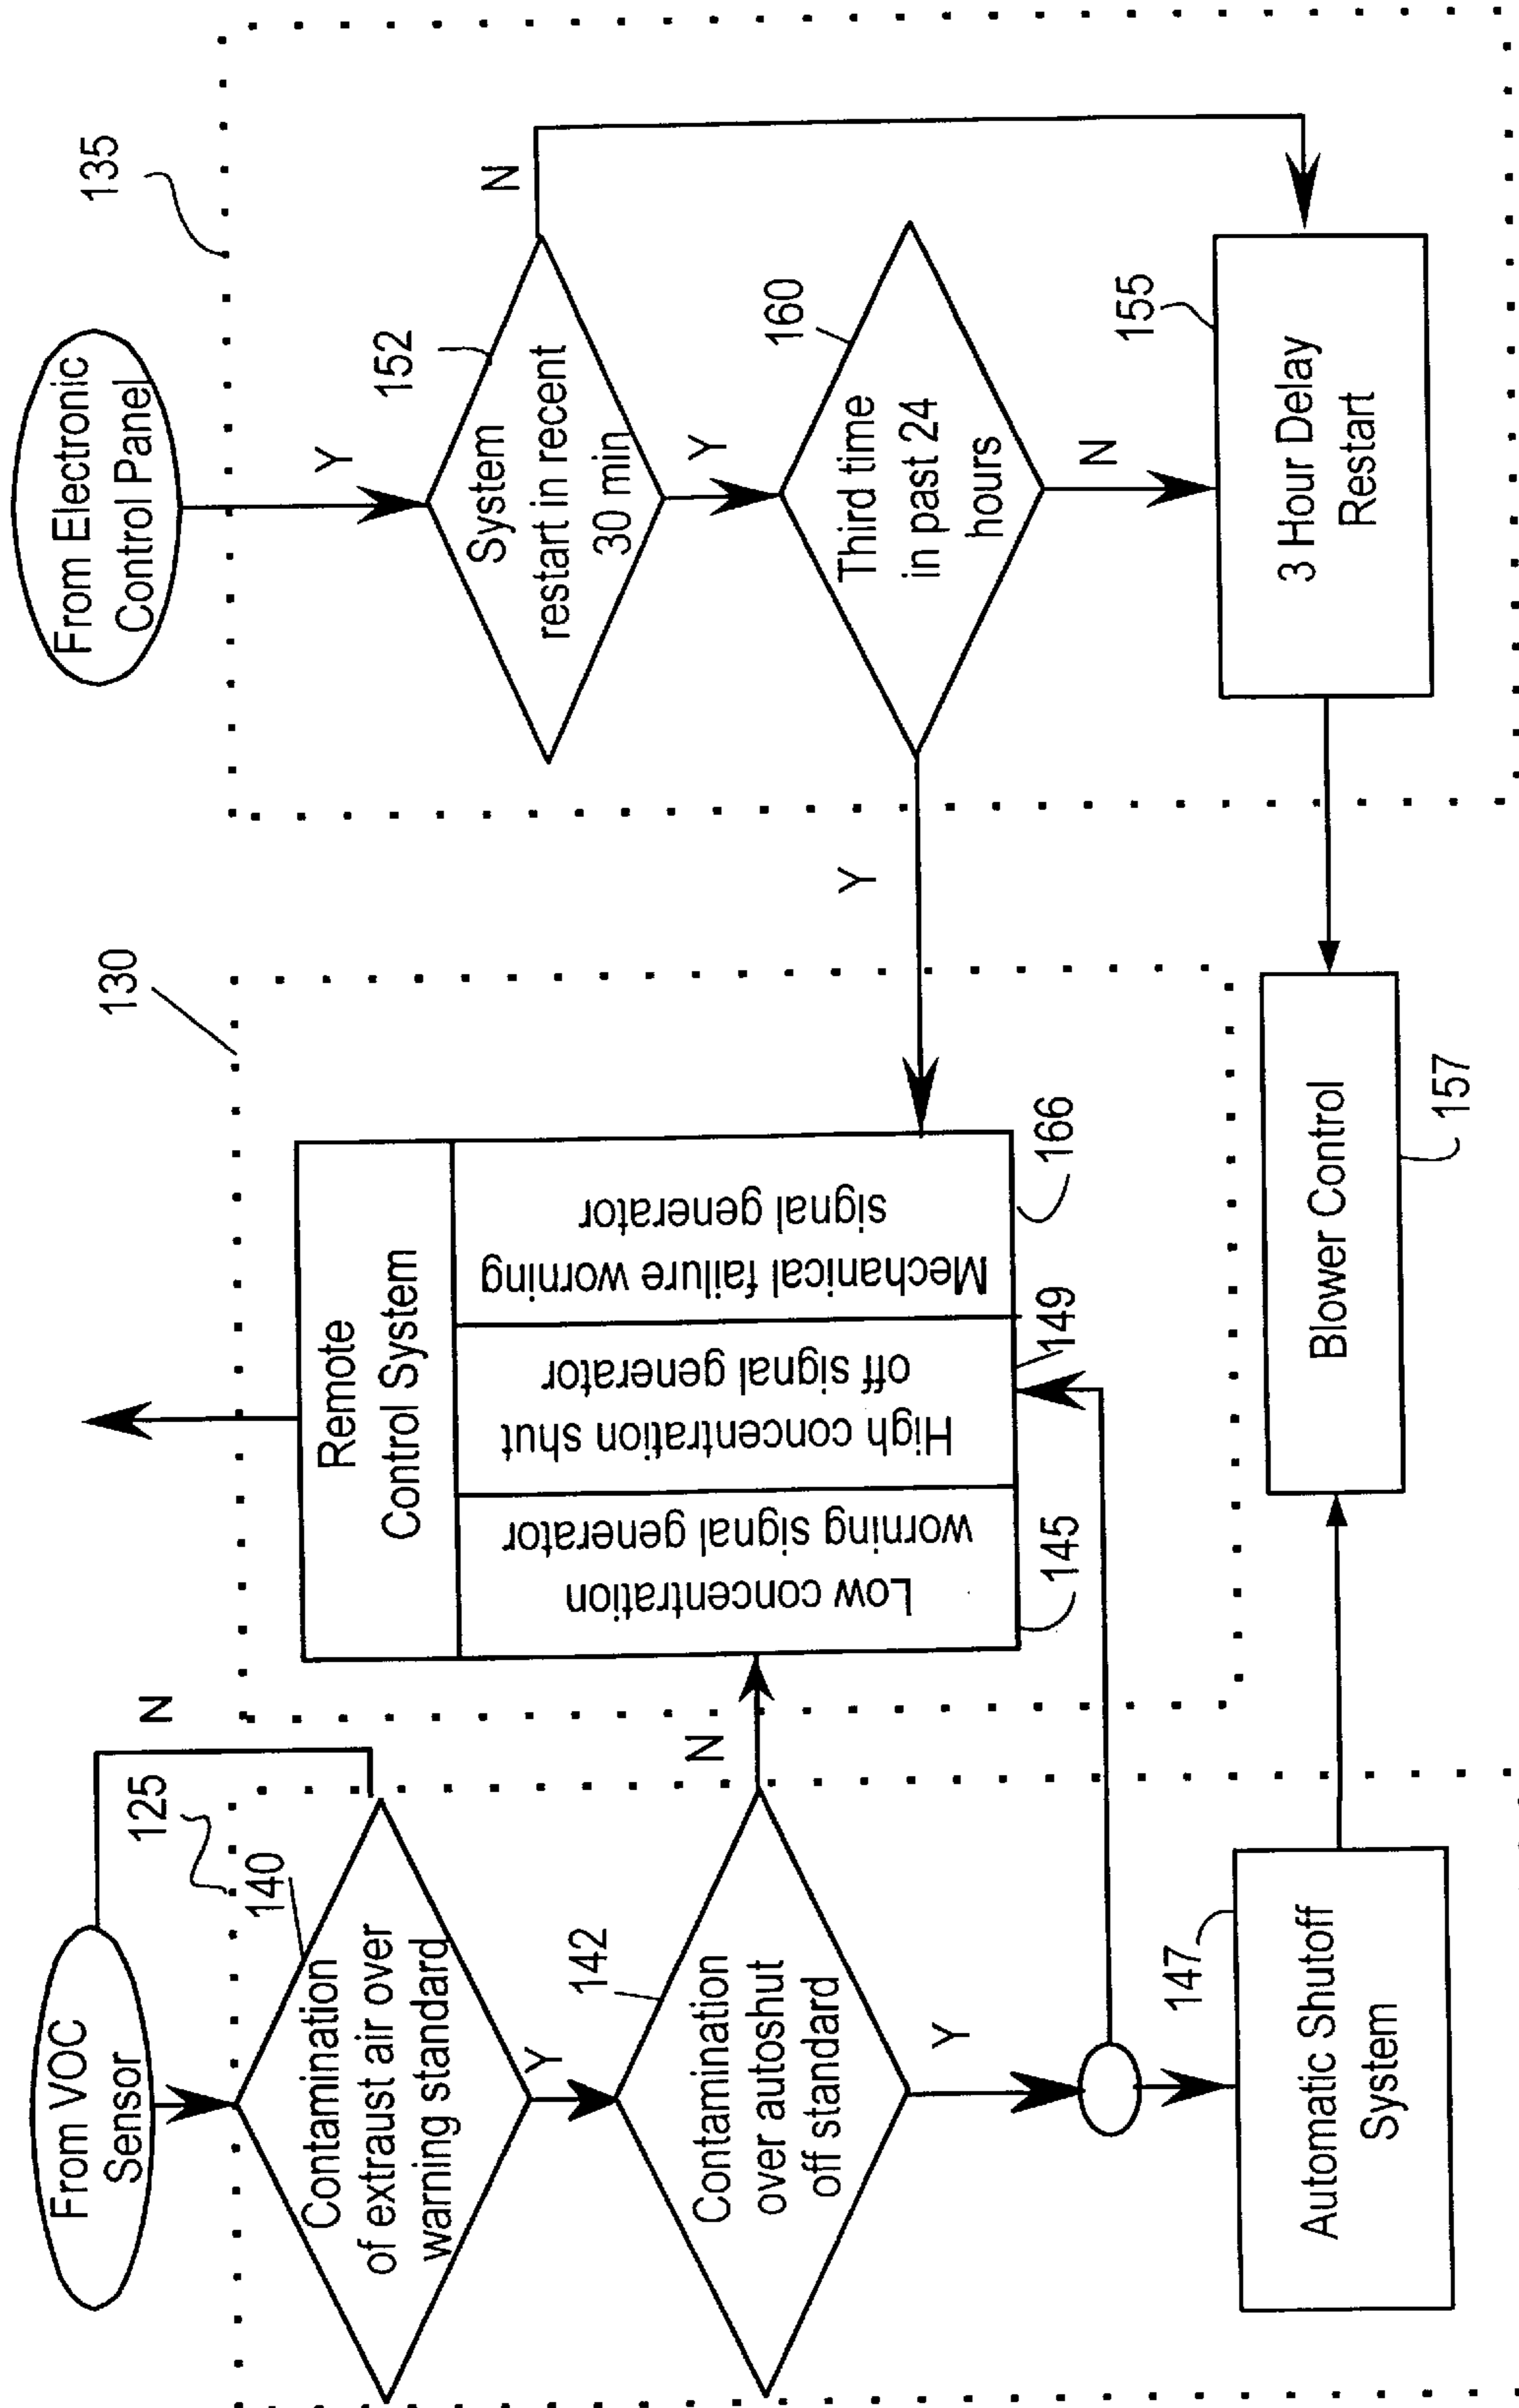 From VOC
Sensor
N
125
140
Contamination
of extraust air over
warning standard
Y
142
Contamination
over autoshut
off standard
N
Y
147
Automatic Shutoff
System
130
Remote
Control System
Low concentration
worning signal generator
High concentration shut
off signal generator
Mechanical failure worning
signal generator
145
149
166
Blower Control
157
From Electronic
Control Panel
135
Y
152
System
restart in recent
30 min
N
Y
160
Third time
in past 24
hours
Y
N
155
3 Hour Delay
Restart